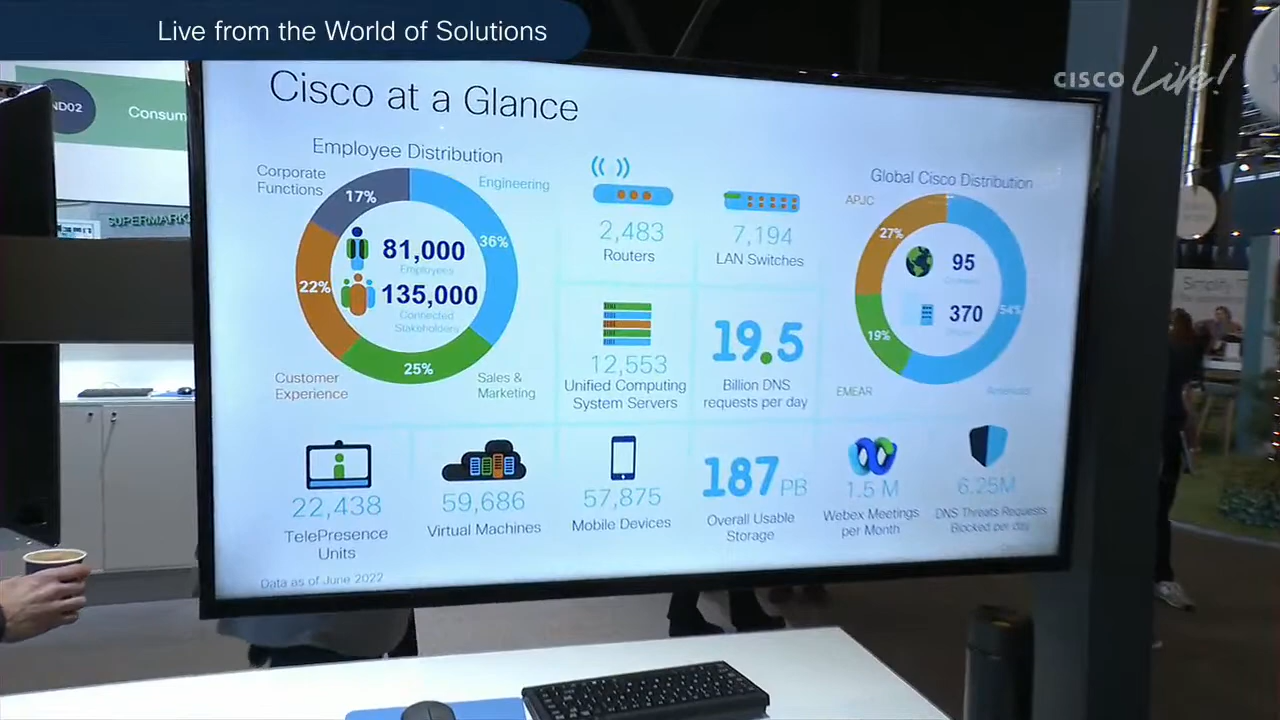 Live from the World of Solutions
CISCO Live!
ND02
Consum
SUPERMARK
Simplify
Cisco at a Glance
Employee Distribution
Corporate
Functions
17%
Engineering
36%
22%
25%
81,000
Employees
135,000
Connected
Stakeholders
Customer
Experience
Sales &
Marketing
2,483
Routers
7,194
LAN Switches
12,553
Unified Computing
System Servers
19.5
Billion DNS
requests per day
Global Cisco Distribution
APJC
27%
95
370
54%
19%
EMEAR
Americas
22,438
TelePresence
Units
59,686
Virtual Machines
57,875
Mobile Devices
187 PB
Overall Usable
Storage
1.5 M
Webex Meetings
per Month
6.25M
DNS Threats Requests
Blocked per day
Data as of June 2022